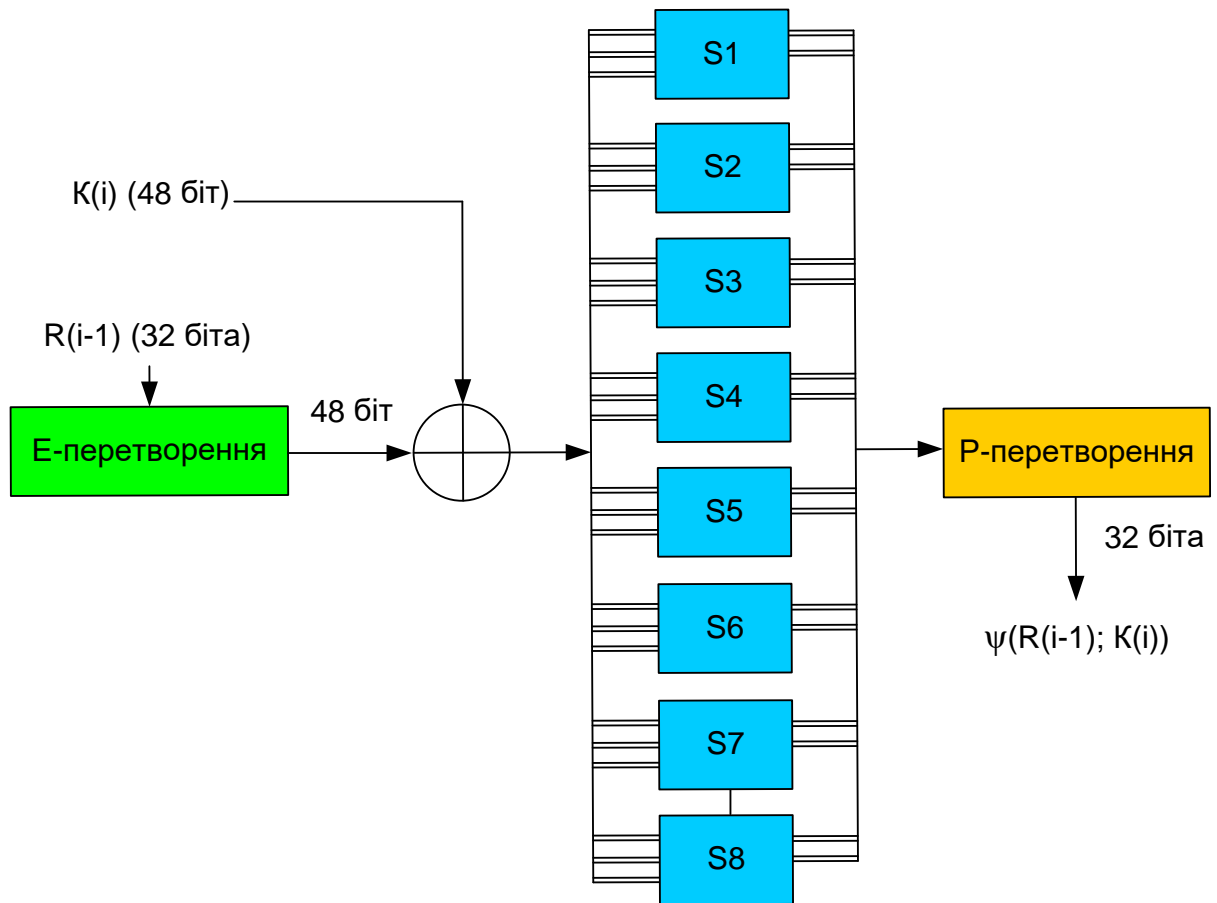 К(і) (48 біт)
R(i-1) (32 біта)
Е-перетворення
48 біт
S1
S2
S3
S4
S5
S6
S7
S8
Р-перетворення
32 біта
ψ(R(i-1); К(і))